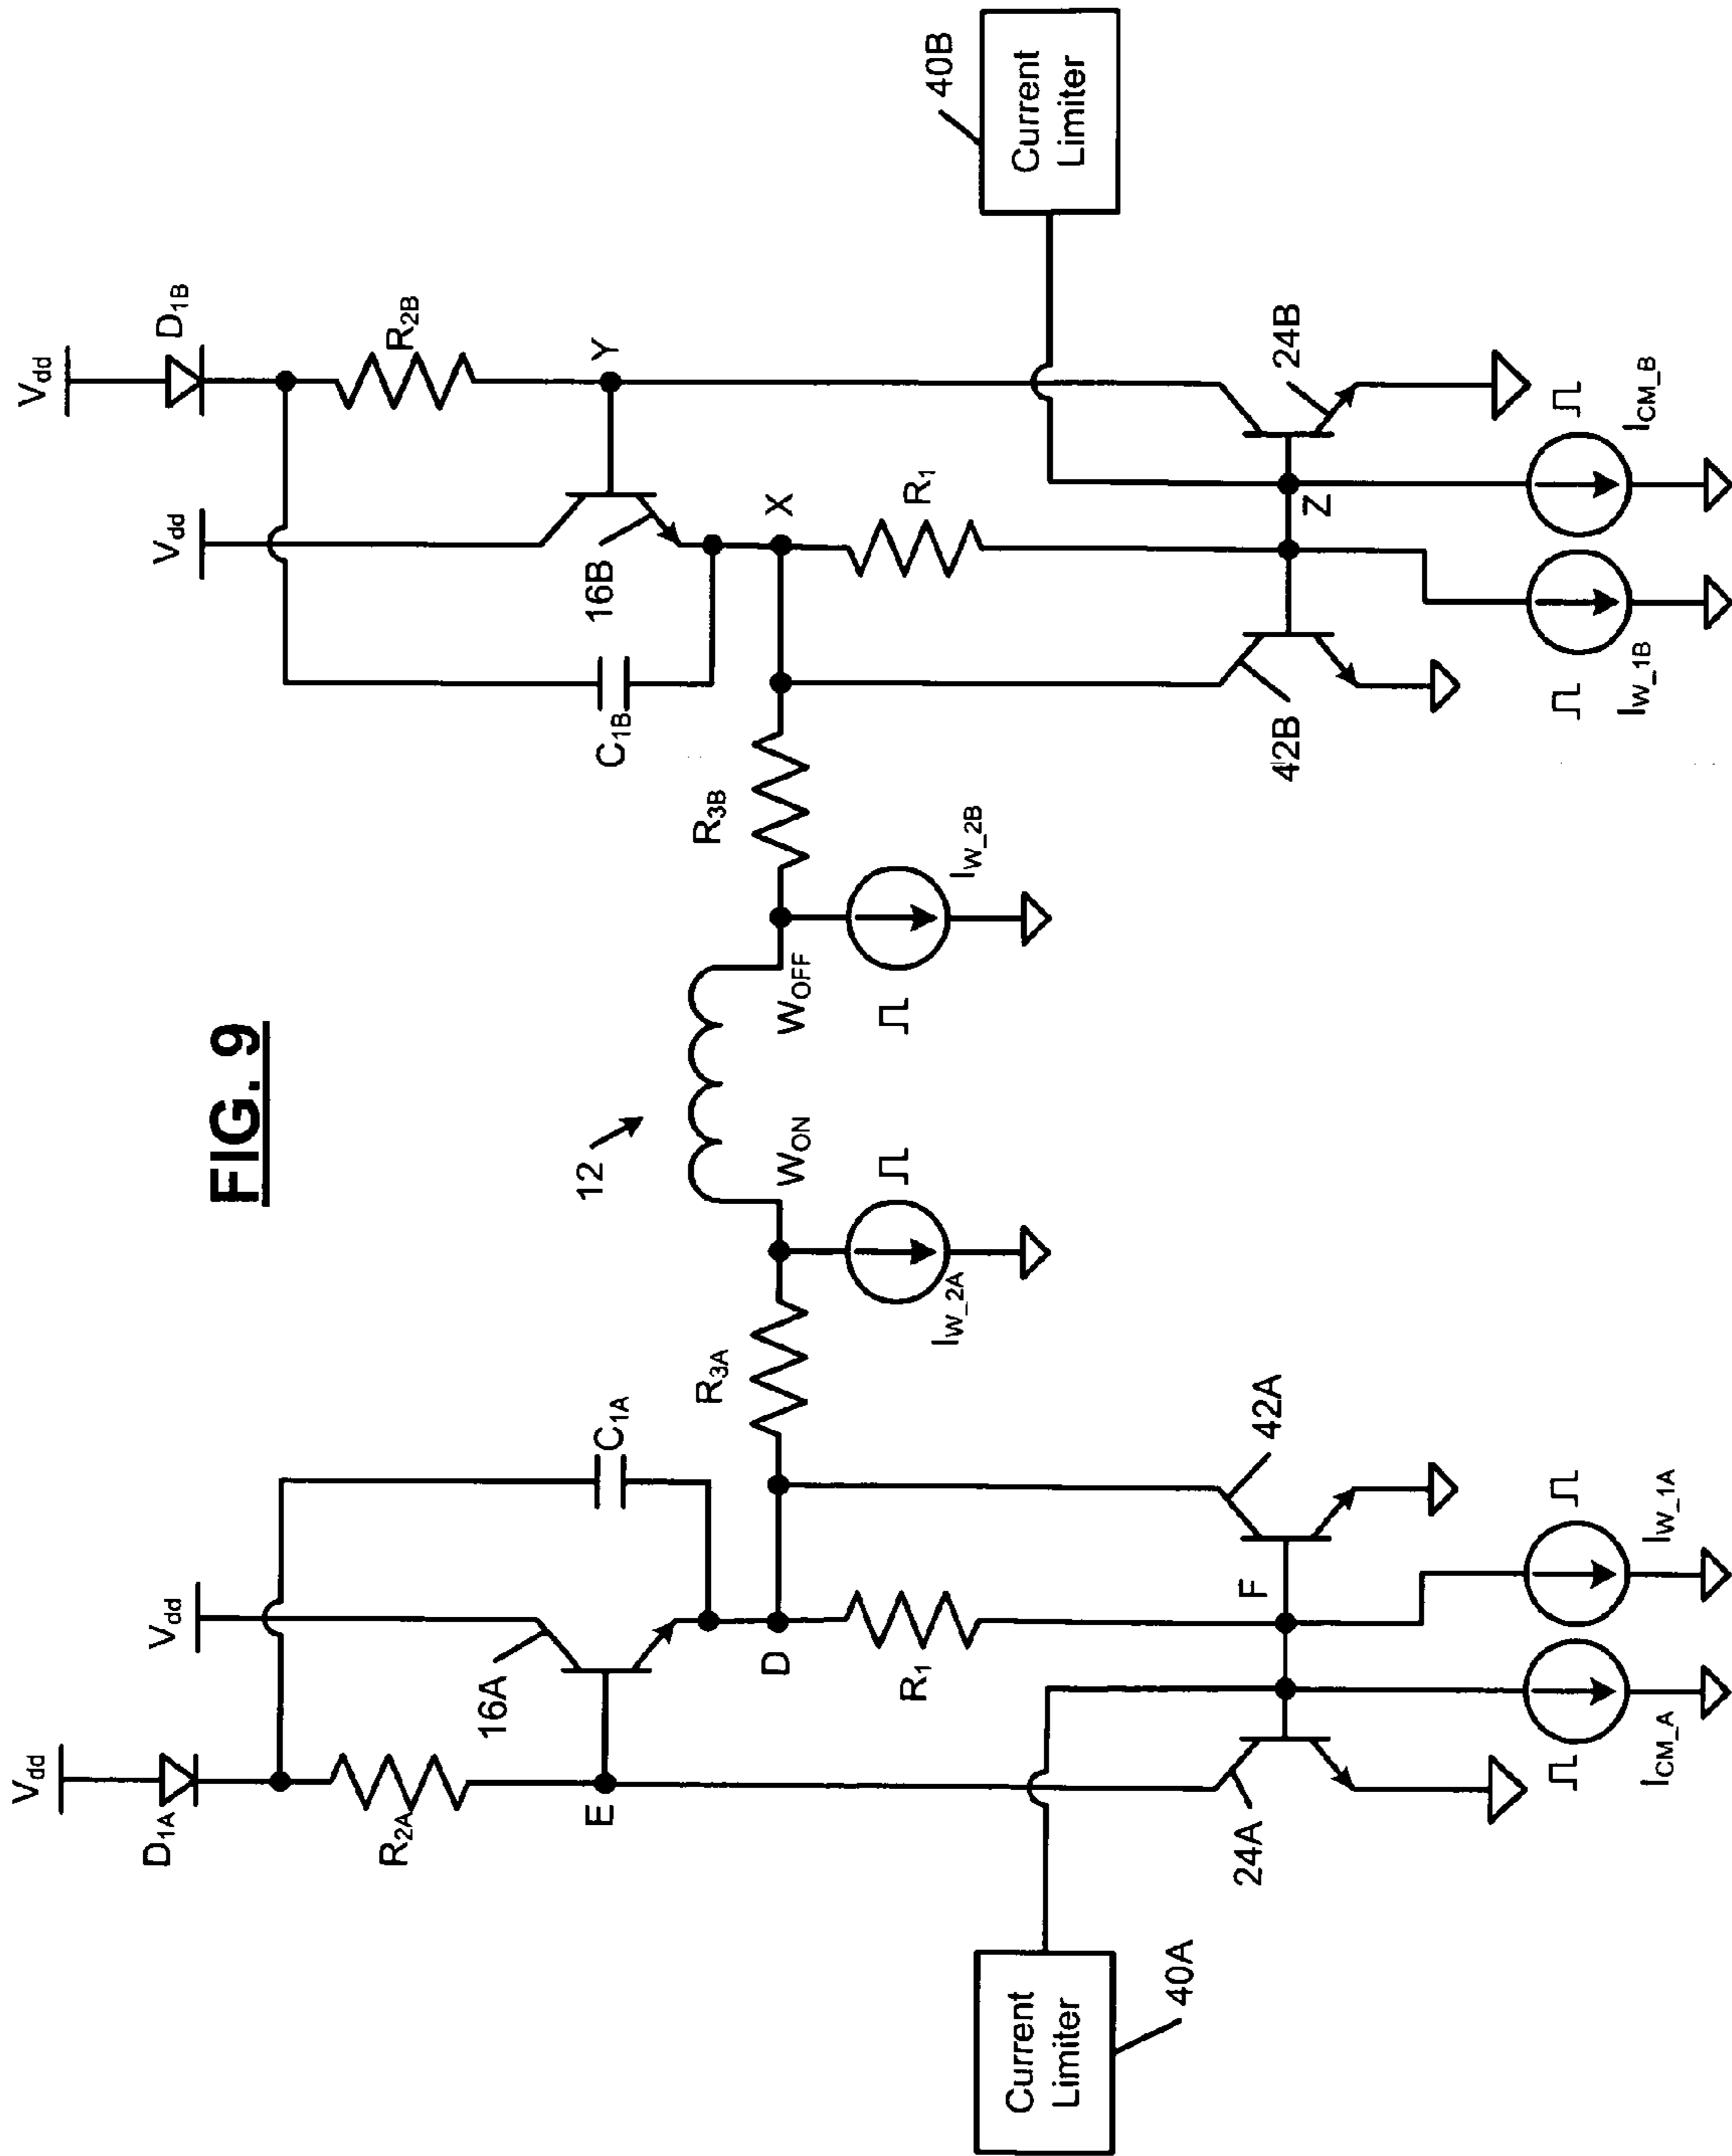 FIG. 9
Vdd
D1A
R2A
E
Vdd
16A
C1A
D
R1
R3A
WON
12
WOFF
IW_2A
IW_2B
R3B
Vdd
Vdd
D1B
R2B
Y
16B
C1B
X
R1
Current
Limiter
40A
24A
F
42A
ICM_A
IW_1A
Current
Limiter
40B
24B
Z
42B
IW_1B
ICM_B